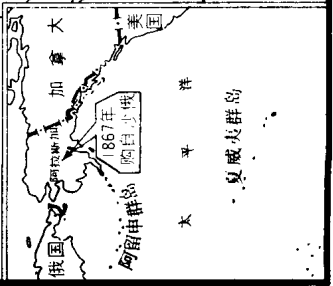 加拿大
美国
阿拉斯加
1867年
购自沙俄
俄国
阿留申群岛
太平洋
夏威夷群岛